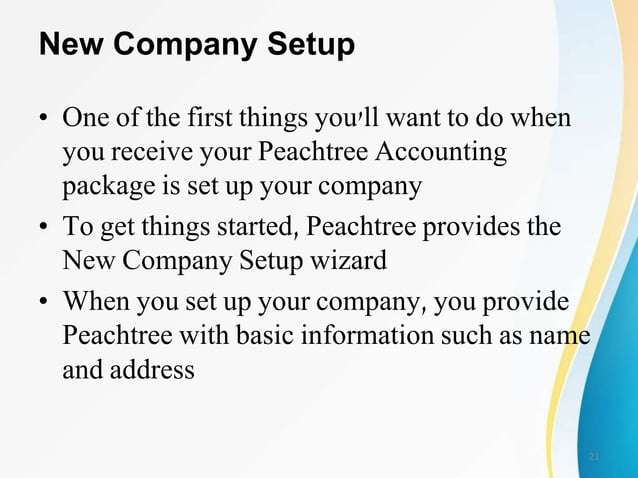 New Company Setup
• One of the first things you'll want to do when
you receive your Peachtree Accounting
package is set up your company
• To get things started, Peachtree provides the
New Company Setup wizard
• When you set up your company, you provide
Peachtree with basic information such as name
and address
21